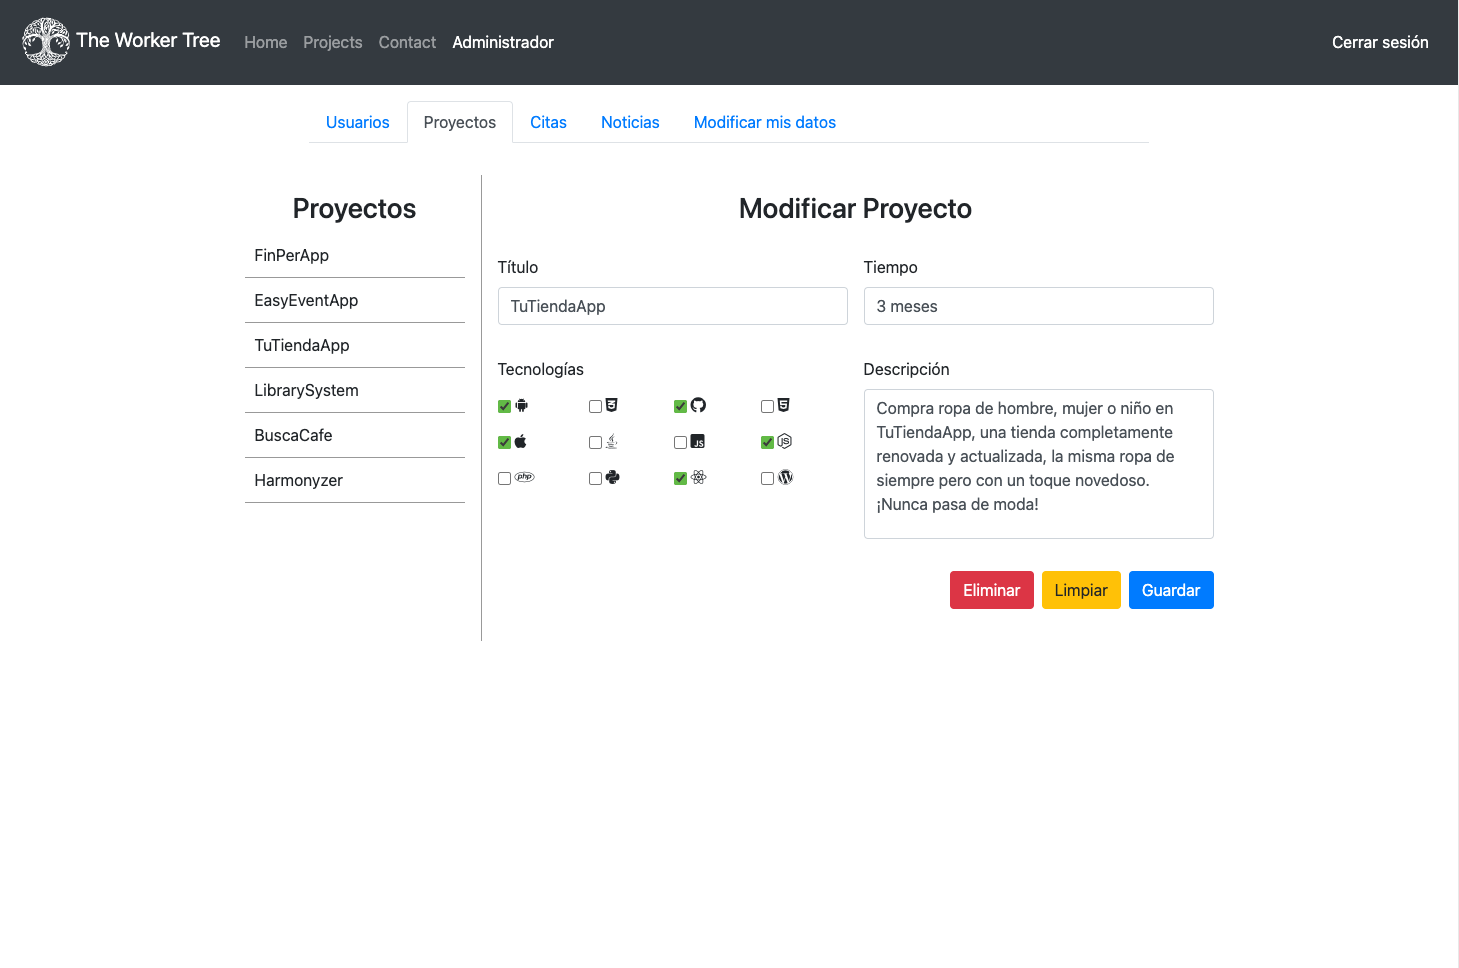 The Worker Tree
Home
Projects
Contact
Administrador
Cerrar sesión
Usuarios
Proyectos
Citas
Noticias
Modificar mis datos
Proyectos
FinPerApp
EasyEventApp
TuTiendaApp
LibrarySystem
BuscaCafe
Harmonyzer
Modificar Proyecto
Título
TuTiendaApp
Tiempo
3 meses
Tecnologías
JS
JS
php
Descripción
Compra ropa de hombre, mujer o niño en
TuTiendaApp, una tienda completamente
renovada y actualizada, la misma ropa de
siempre pero con un toque novedoso.
¡Nunca pasa de moda!
Eliminar
Limpiar
Guardar